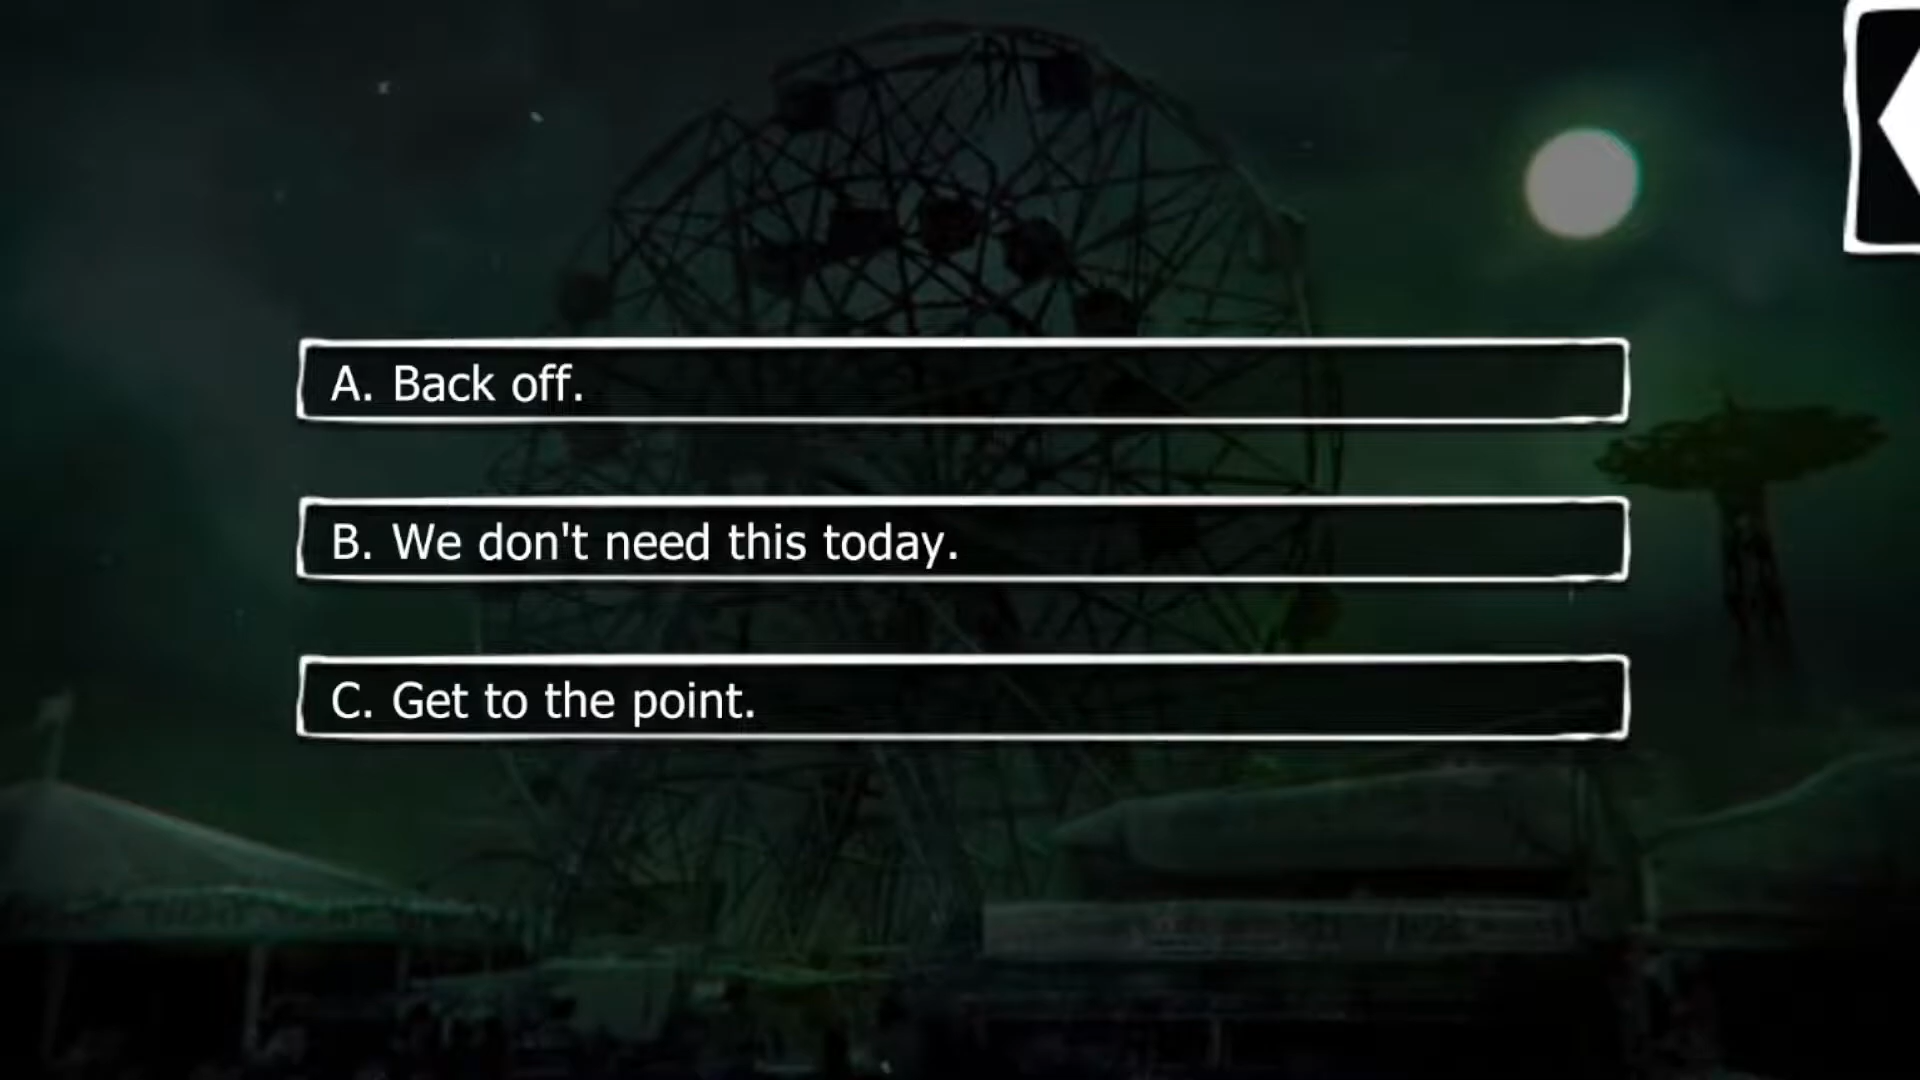 A. Back off.
B. We don't need this today.
C. Get to the point.